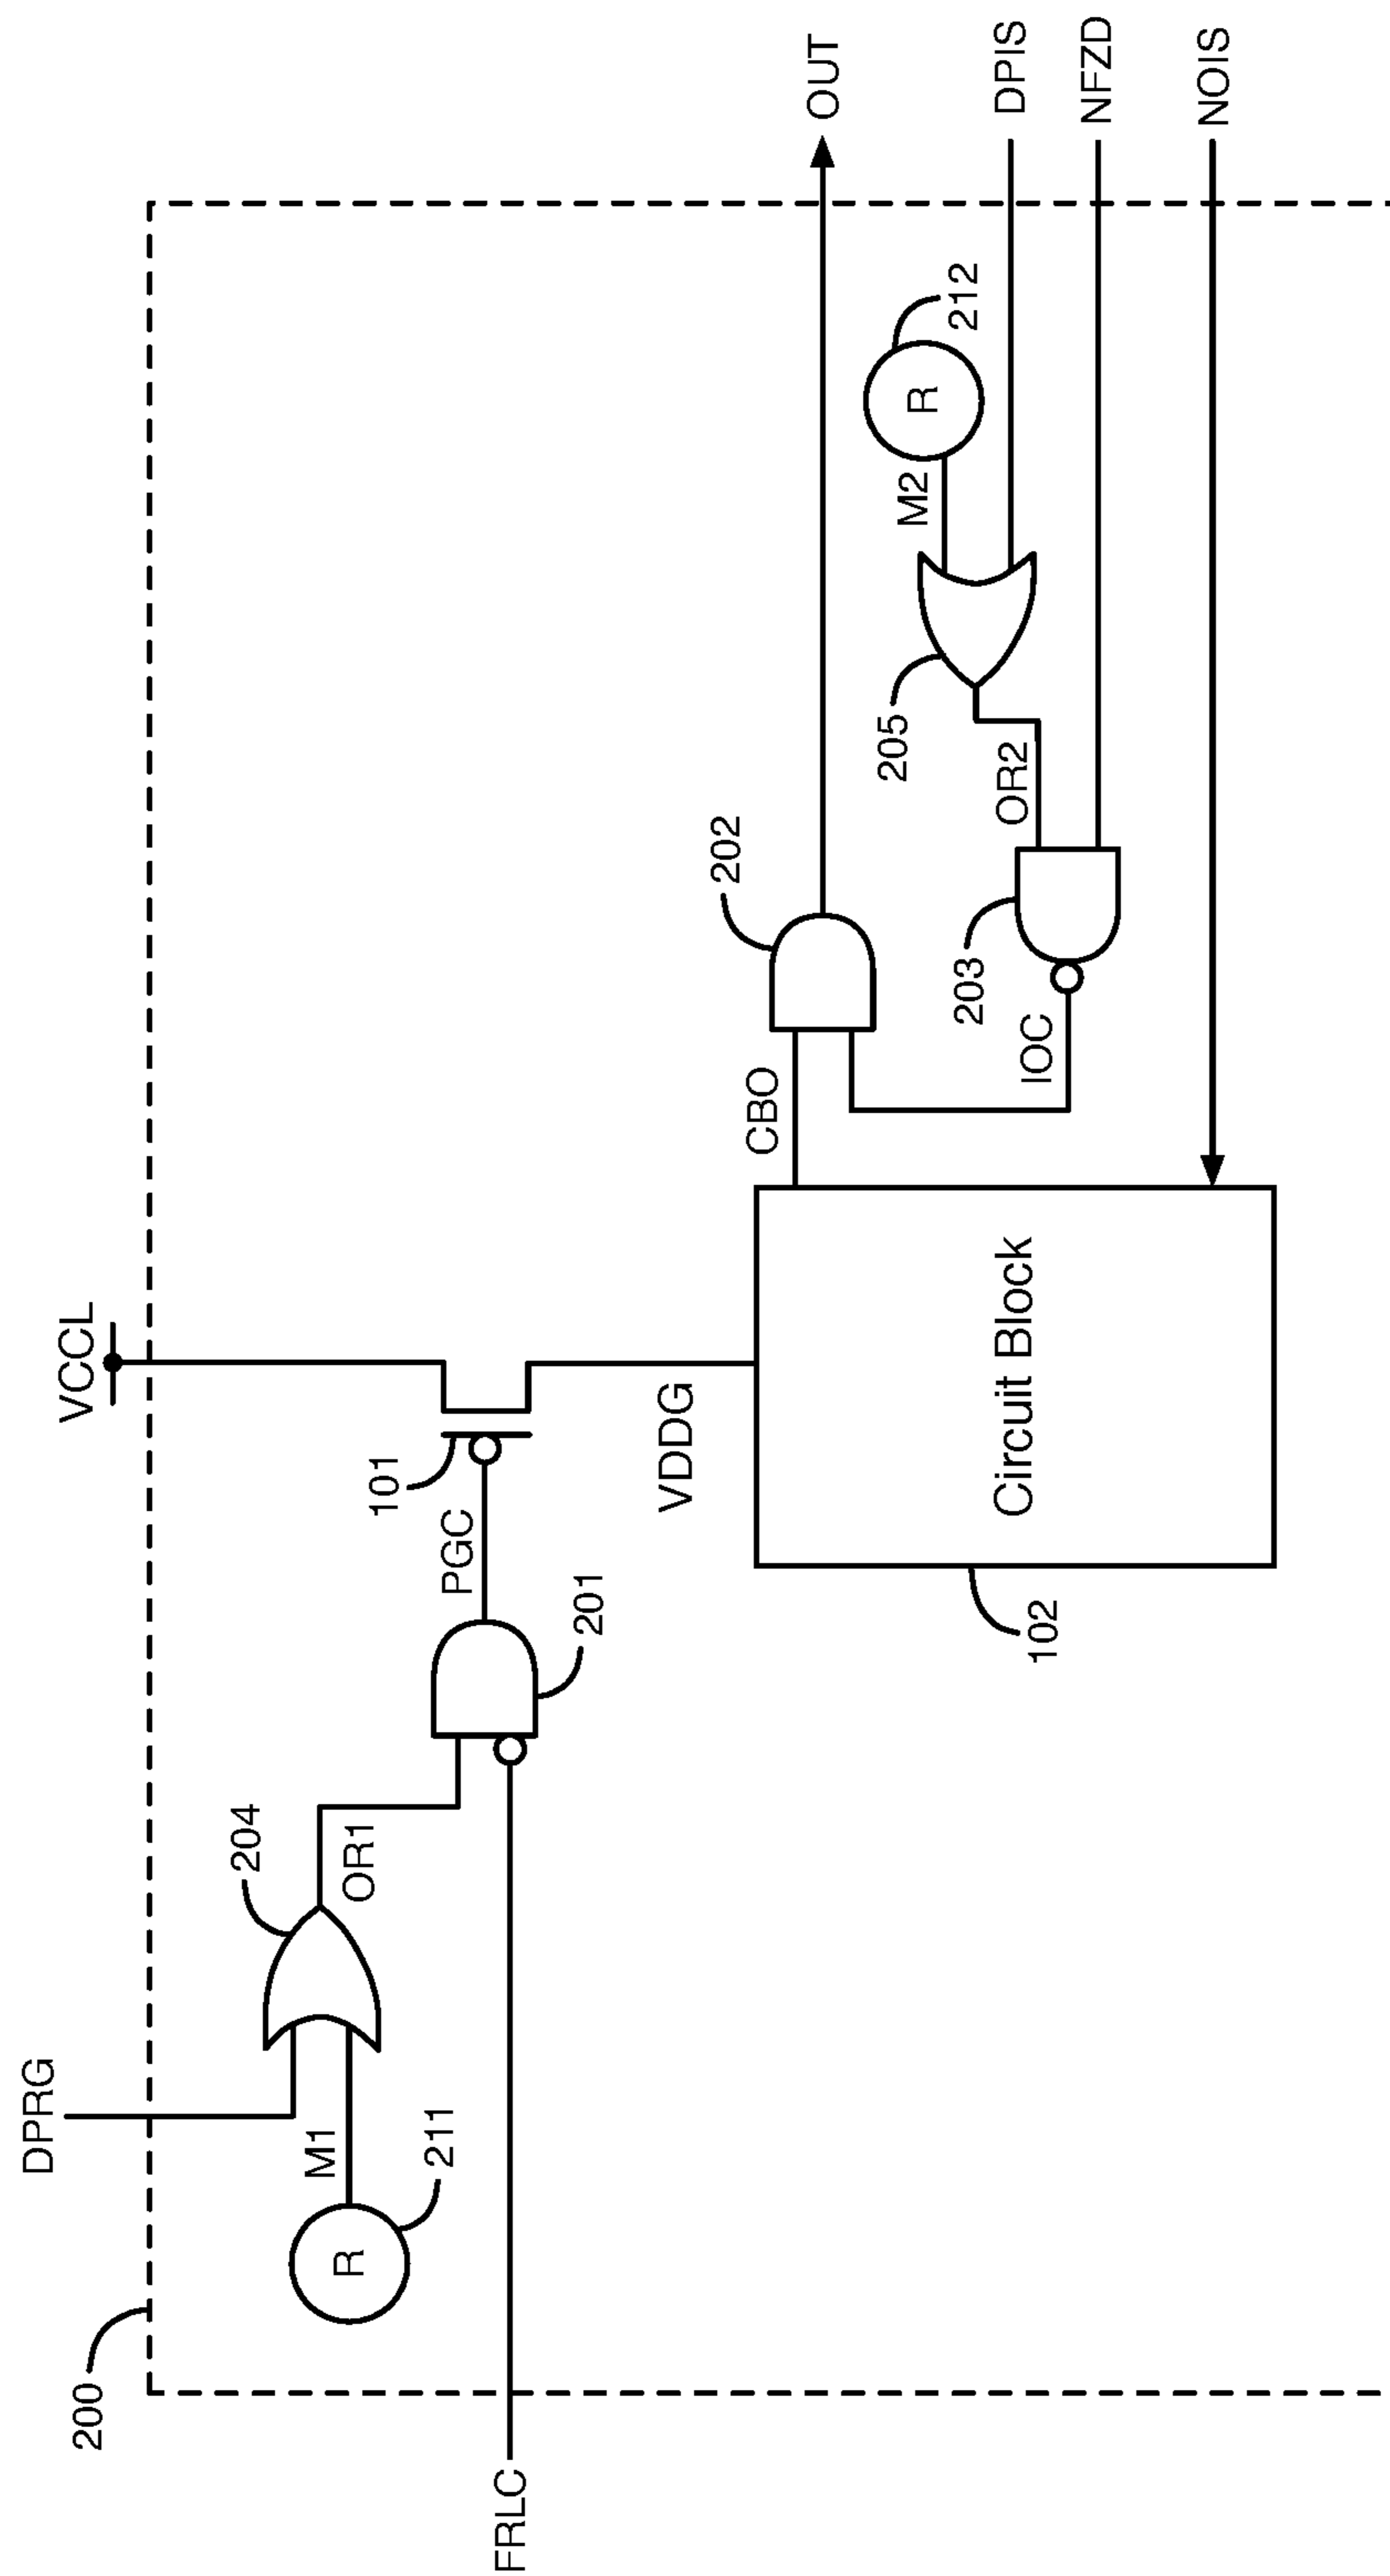 200
FRLC
DPRG
VCCL
204
R
211
M1
OR1
201
PGC
101
VDDG
Circuit Block
102
CBO
202
OUT
IOC
203
OR2
205
M2
R
212
DPIS
NFZD
NOIS